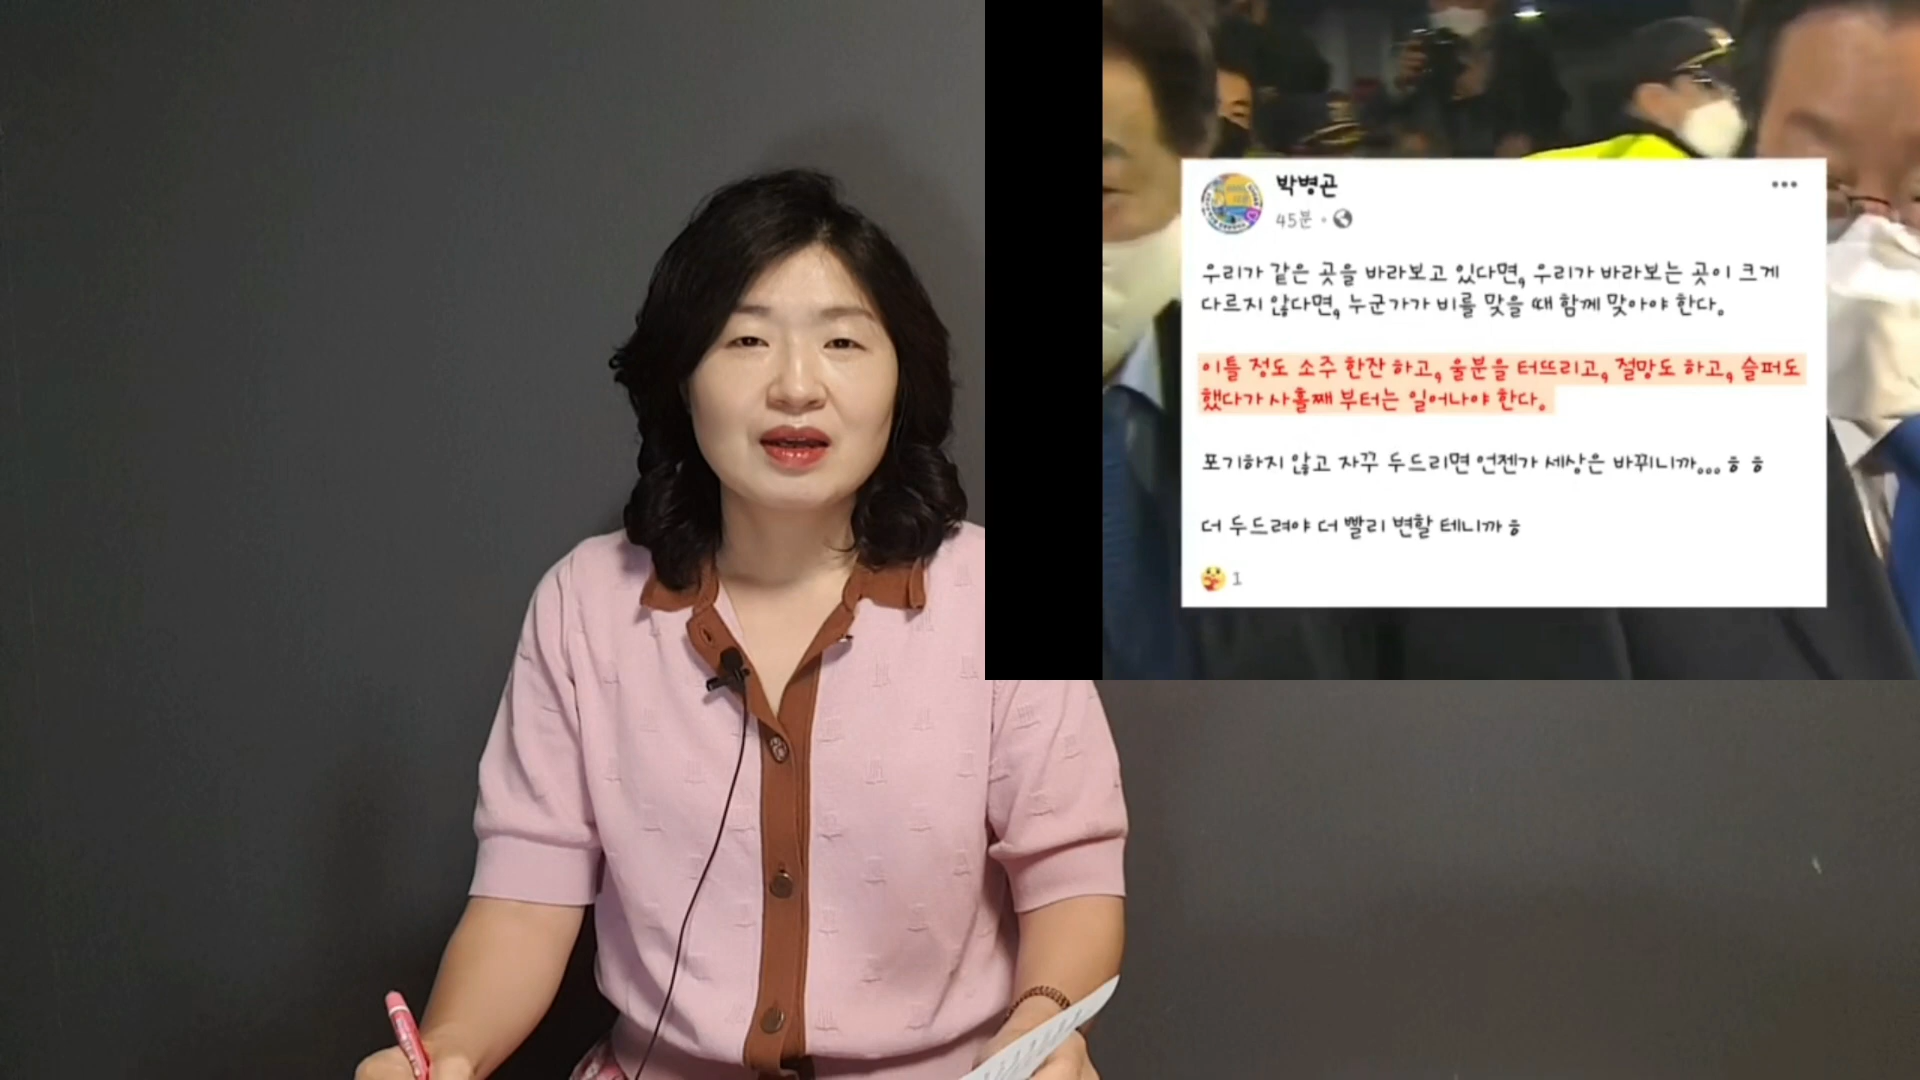 박병곤
45분
우리가 같은 곳을 바라보고 있다면, 우리가 바라보는 곳이 크게
다르지 않다면, 누군가가 비를 맞을 때 함께 맞아야 한다.
이틀 정도 소주 한잔 하고, 울분을 터뜨리고, 절망도 하고, 슬퍼도
했다가 사흘째 부터는 일어나야 한다.
포기하지 않고 자꾸 두드리면 언젠가 세상은 바뀌니까... ㅎ ㅎ
더 두드려야 더 빨리 변할 테니까 ㅎ
1